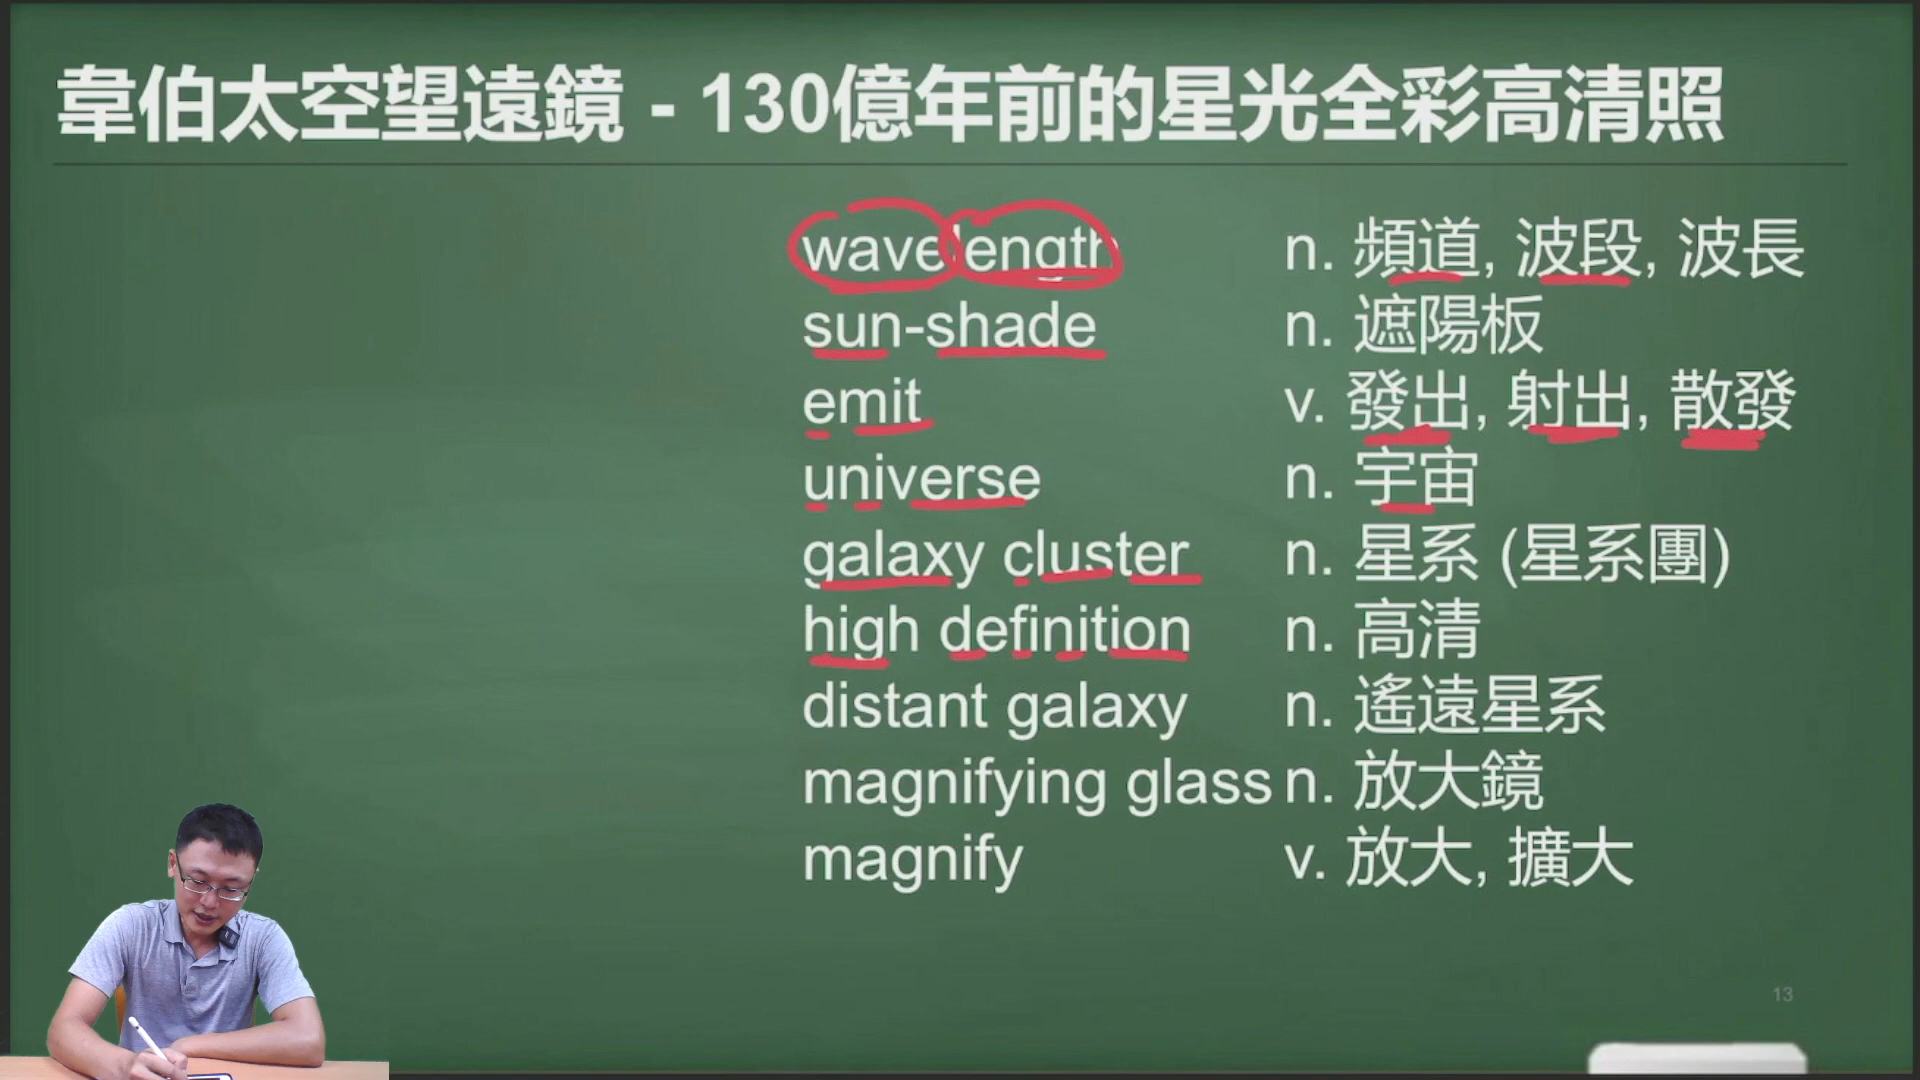 韋伯太空望遠鏡 - 130億年前的星光全彩高清照
wavelength n. 頻道, 波段, 波長
sun-shade n. 遮陽板
emit v. 發出, 射出, 散發
universe n. 宇宙
galaxy cluster n. 星系 (星系團)
high definition n. 高清
distant galaxy n. 遙遠星系
magnifying glass n. 放大鏡
magnify v. 放大, 擴大
13